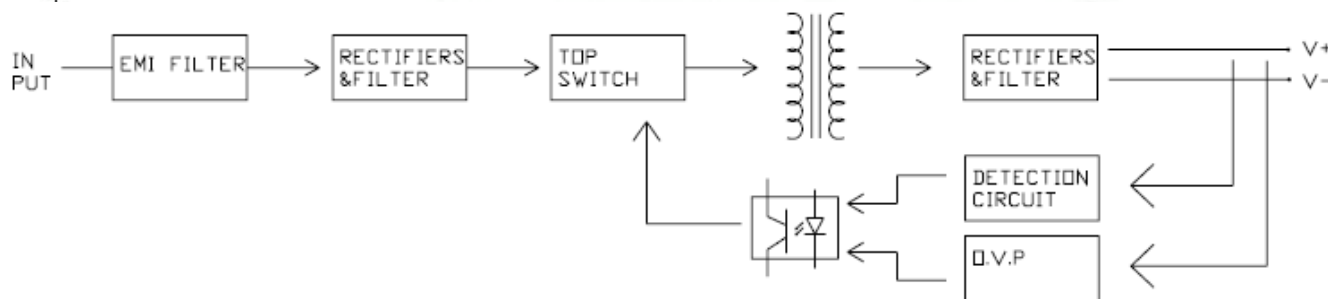 IN
PUT
EMI FILTER
RECTIFIERS
&FILTER
TOP
SWITCH
RECTIFIERS
&FILTER
V+
V-
DETECTION
CIRCUIT
O.V.P